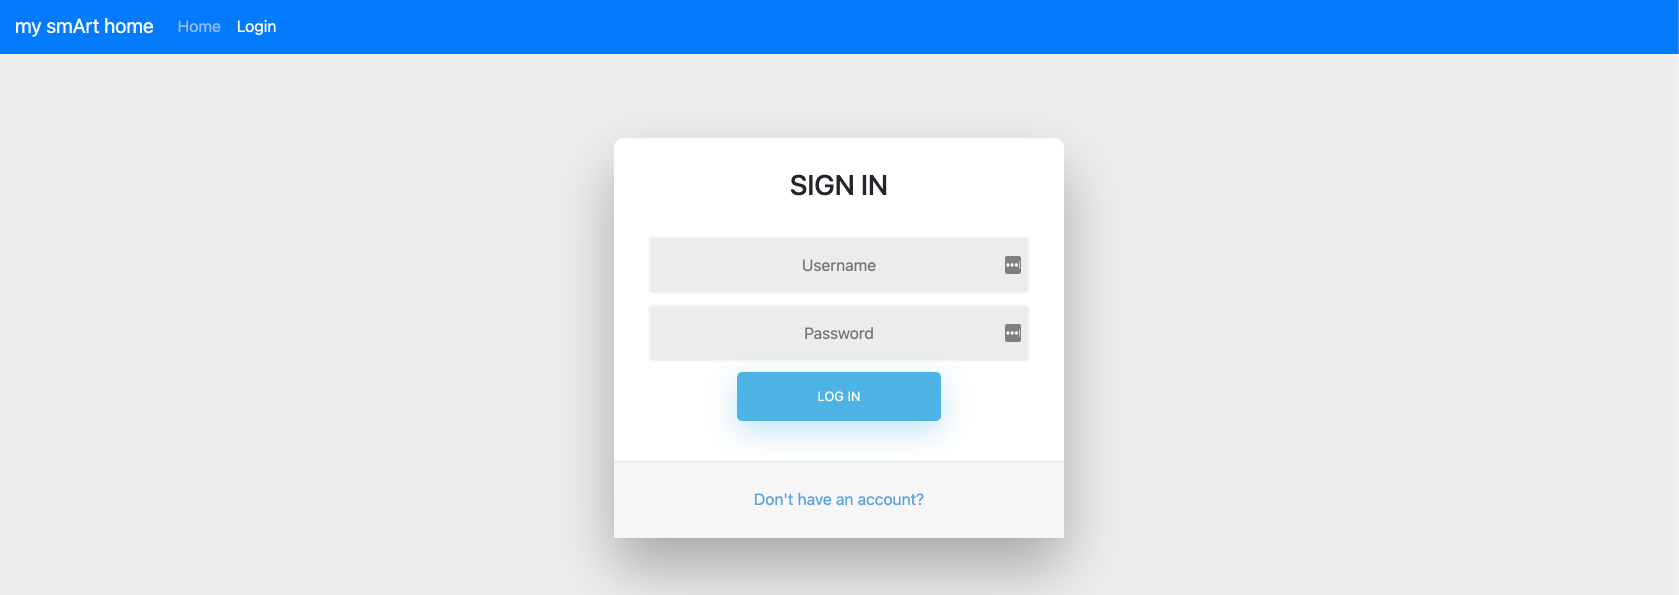 my smArt home Home Login
SIGN IN
Username
Password
LOG IN
Don't have an account?